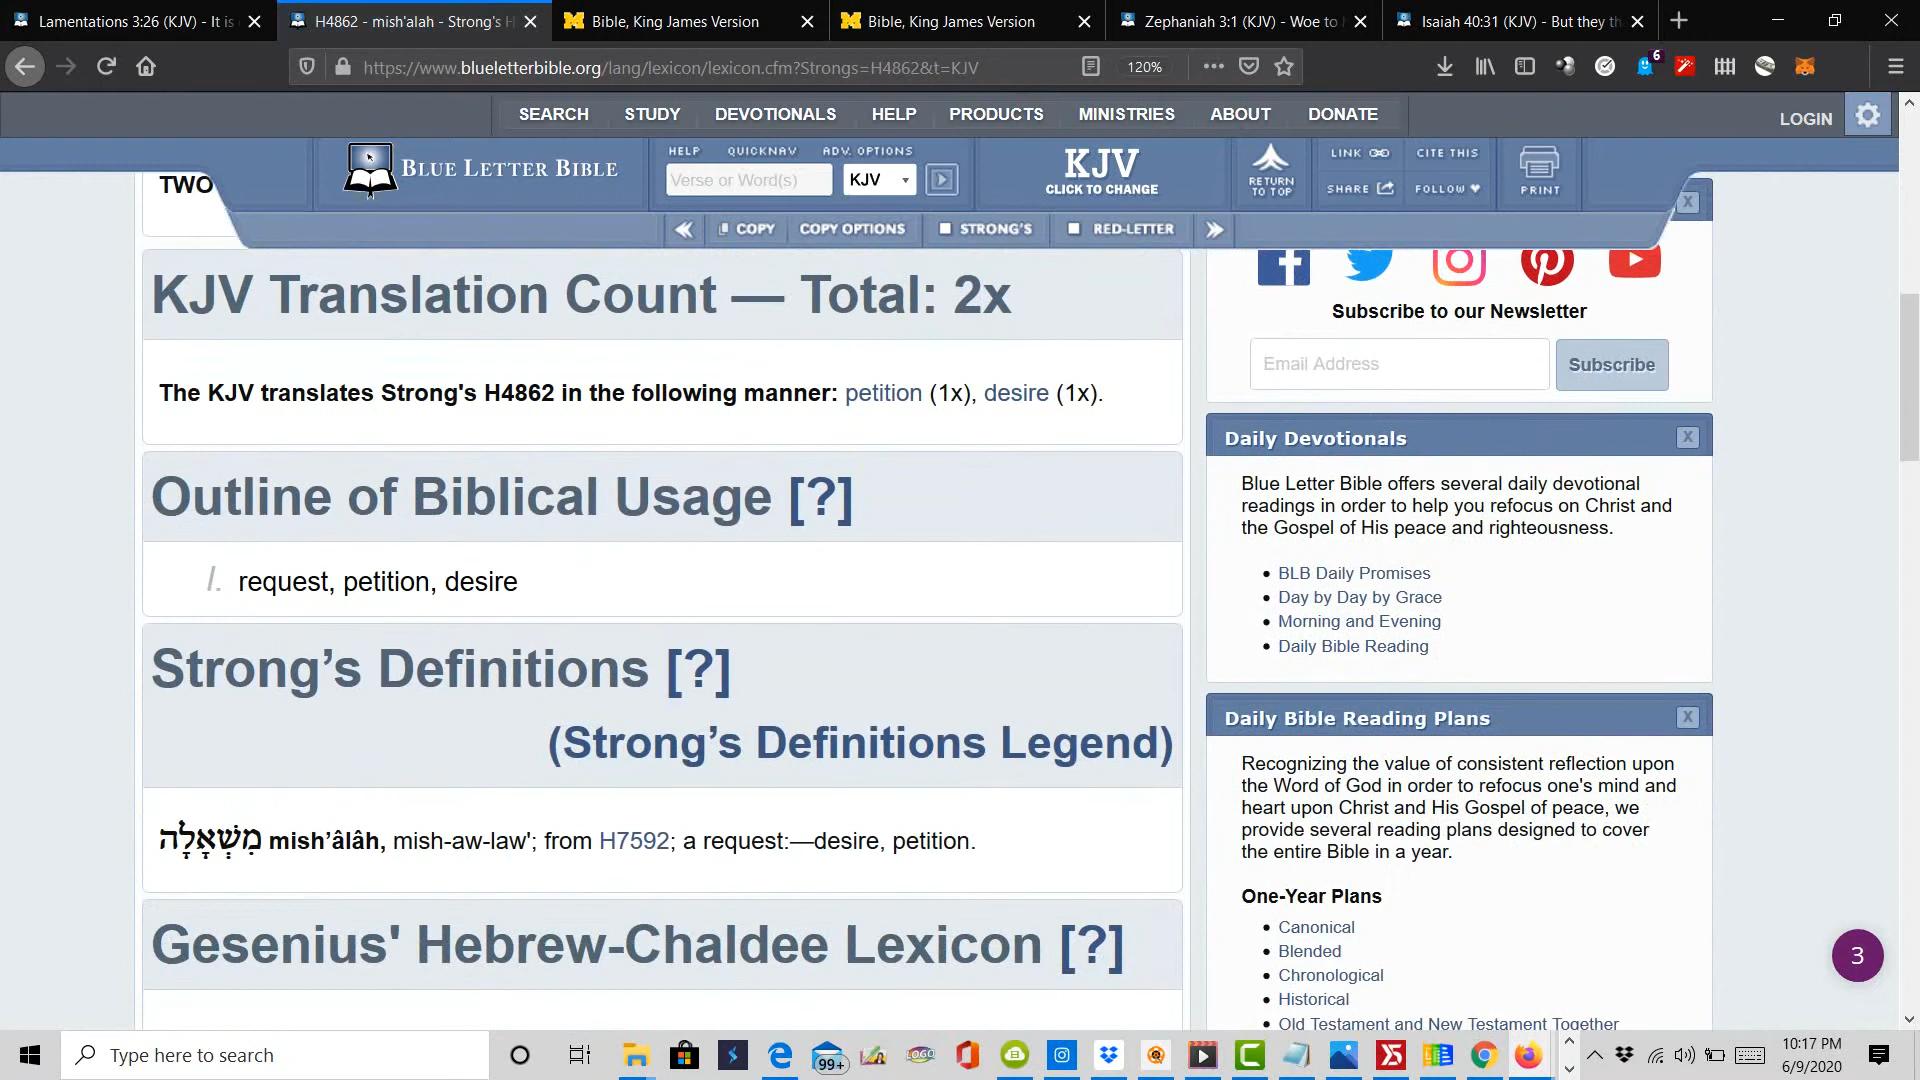 Lamentations 3:26 (KJV) - It is
H4862 - mish'alah - Strong's H
Bible, King James Version
Bible, King James Version
Zephaniah 3:1 (KJV) - Woe to
Isaiah 40:31 (KJV) - But they th
https://www.blueletterbible.org/lang/lexicon/lexicon.cfm?Strongs=H4862&t=KJV
120%
6
SEARCH STUDY DEVOTIONALS HELP PRODUCTS MINISTRIES ABOUT DONATE
LOGIN
HELP QUICKNAV ADV. OPTIONS
BLUE LETTER BIBLE
Verse or Word(s)
KJV
KJV
CLICK TO CHANGE
RETURN
TO TOP
LINK
CITE THIS
SHARE
FOLLOW
PRINT
TWO
COPY
COPY OPTIONS
STRONG'S
RED-LETTER
KJV Translation Count — Total: 2x
The KJV translates Strong's H4862 in the following manner: petition (1x), desire (1x).
Outline of Biblical Usage [?]
I. request, petition, desire
Strong’s Definitions [?]
(Strong’s Definitions Legend)
מִשְׁאָלָה mish’âlâh, mish-aw-law'; from H7592; a request:—desire, petition.
Gesenius' Hebrew-Chaldee Lexicon [?]
X
Subscribe to our Newsletter
Email Address
Subscribe
Daily Devotionals
X
Blue Letter Bible offers several daily devotional
readings in order to help you refocus on Christ and
the Gospel of His peace and righteousness.
BLB Daily Promises
Day by Day by Grace
Morning and Evening
Daily Bible Reading
Daily Bible Reading Plans
X
Recognizing the value of consistent reflection upon
the Word of God in order to refocus one's mind and
heart upon Christ and His Gospel of peace, we
provide several reading plans designed to cover
the entire Bible in a year.
One-Year Plans
Canonical
Blended
Chronological
Historical
Old Testament and New Testament Together
3
Type here to search
99+
LOGO
10:17 PM
6/9/2020